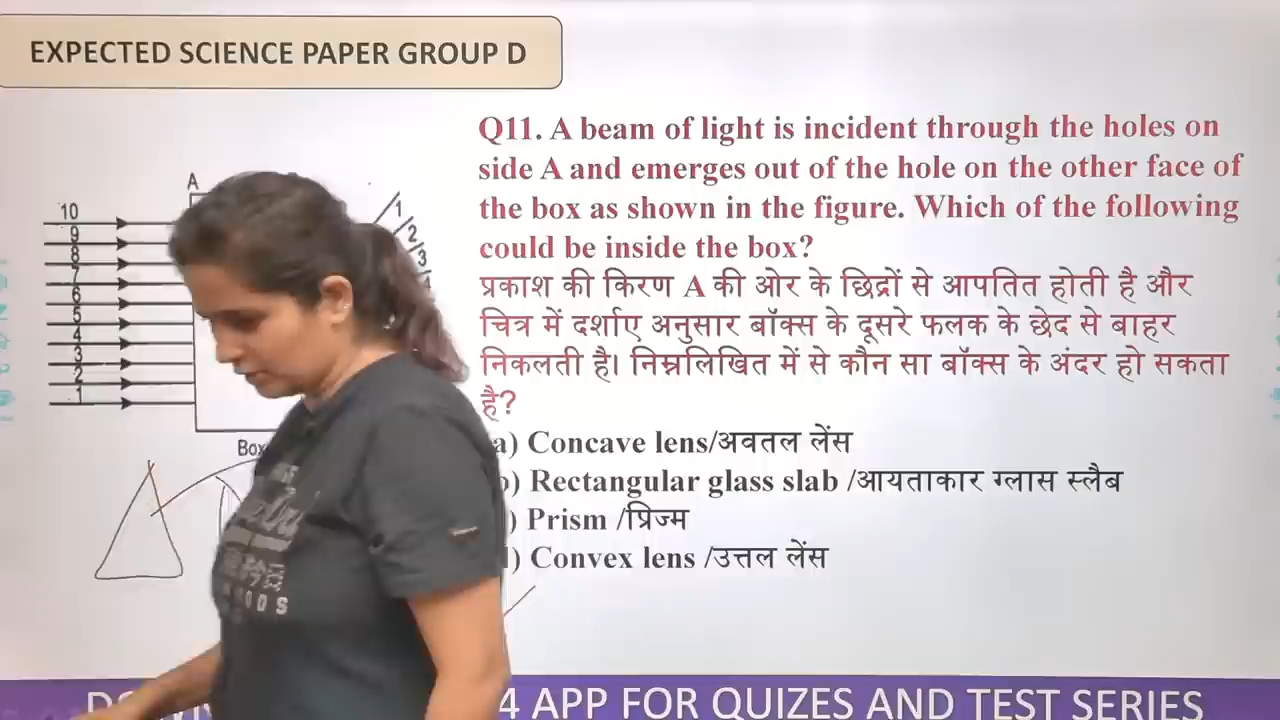 EXPECTED SCIENCE PAPER GROUP D
Q11. A beam of light is incident through the holes on
side A and emerges out of the hole on the other face of
the box as shown in the figure. Which of the following
could be inside the box?
प्रकाश की किरण A की ओर के छिद्रों से आपतित होती है और
चित्र में दर्शाए अनुसार बॉक्स के दूसरे फलक के छेद से बाहर
निकलती है। निम्नलिखित में से कौन सा बॉक्स के अंदर हो सकता
है?
a) Concave lens/अवतल लेंस
b) Rectangular glass slab /आयताकार ग्लास स्लैब
) Prism /प्रिज्म
) Convex lens /उत्तल लेंस
A
10
9
8
7
6
5
4
3
2
1
1
2
3
Box
4 APP FOR QUIZES AND TEST SERIES